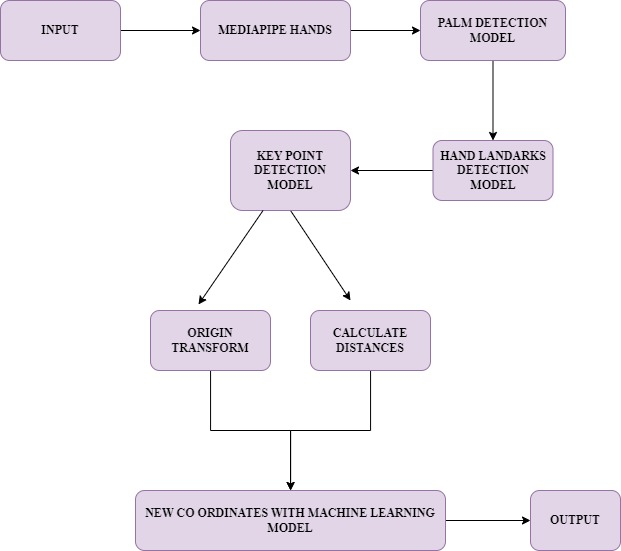 INPUT
MEDIAPIPE HANDS
PALM DETECTION
MODEL
HAND LANDARKS
DETECTION
MODEL
KEY POINT
DETECTION
MODEL
ORIGIN
TRANSFORM
CALCULATE
DISTANCES
NEW CO ORDINATES WITH MACHINE LEARNING
MODEL
OUTPUT